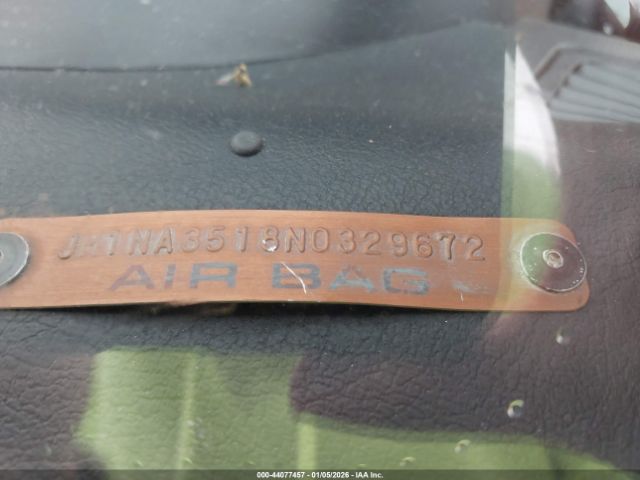 JM1NA3518N0329672
AIR BAG
000-44077457 - 01/05/2026 - IAA Inc.